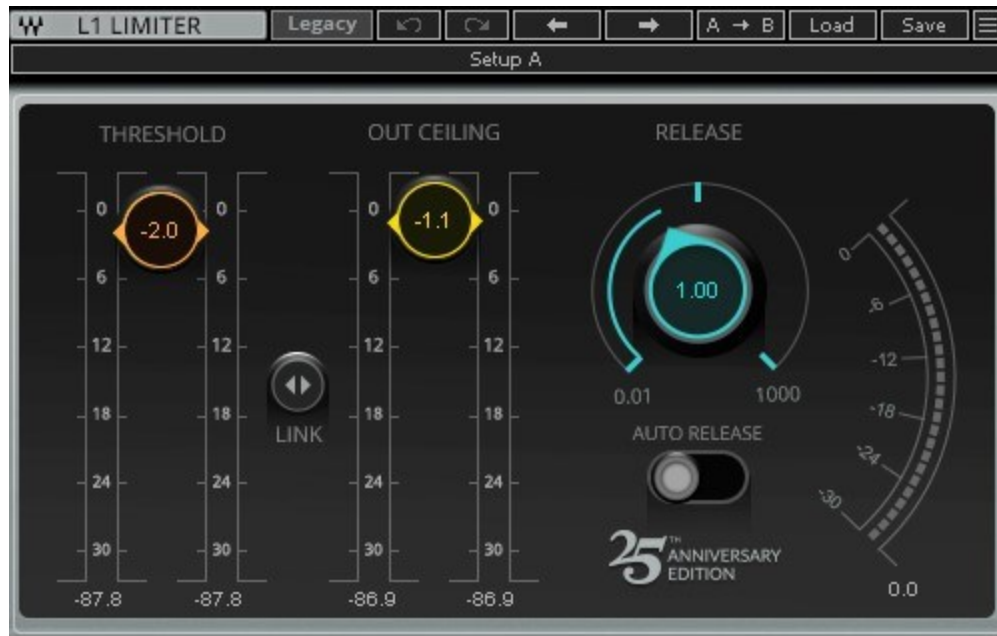 L1 LIMITER Legacy A → B Load Save
Setup A
THRESHOLD OUT CEILING RELEASE
0 0 0 0
-2.0 -1.1
0
6 6 6 6
-6
1.00
12 12 12 12
-12
0.01 1000
18 18 18 18
-18
LINK
AUTO RELEASE
-24
24 24 24 24
-30
30 30 30 30
25TH ANNIVERSARY
EDITION
-87.8 -87.8 -86.9 -86.9
0.0